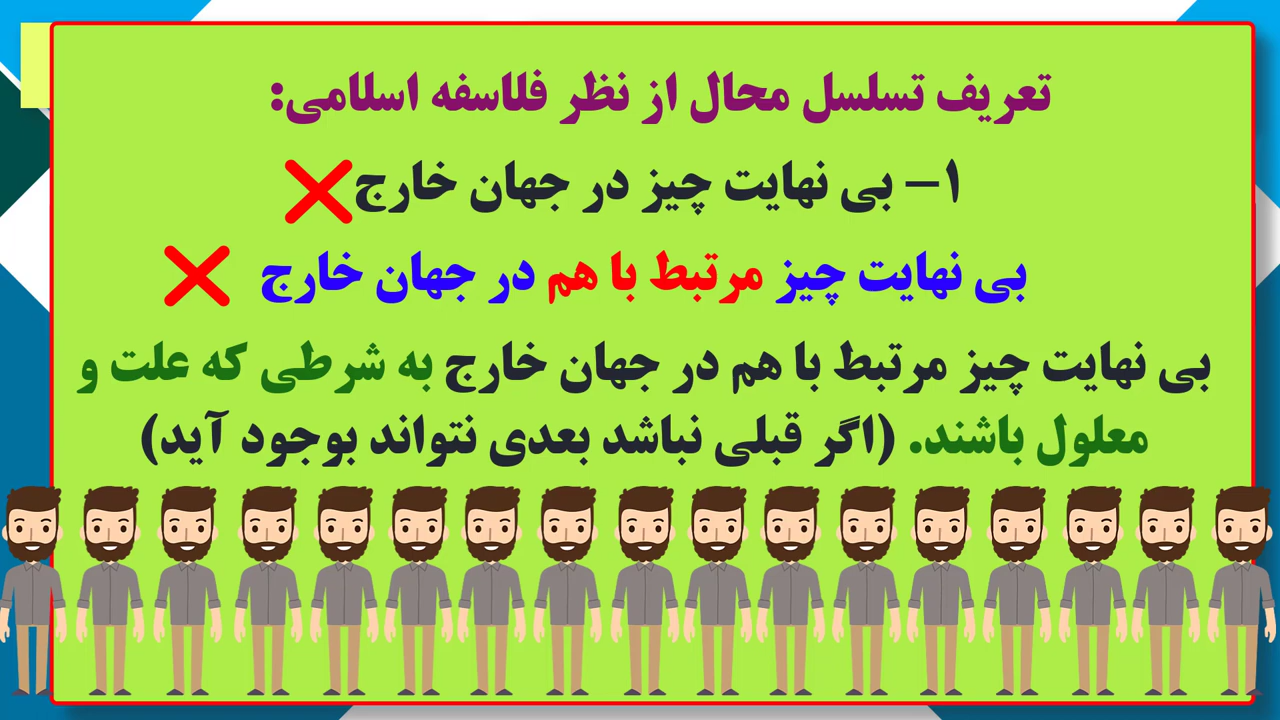 تعریف تسلسل محال از نظر فلاسفه اسلامی:
۱- بی نهایت چیز در جهان خارج
بی نهایت چیز مرتبط با هم در جهان خارج
بی نهایت چیز مرتبط با هم در جهان خارج به شرطی که علت و
معلول باشند. (اگر قبلی نباشد بعدی نتواند بوجود آید)